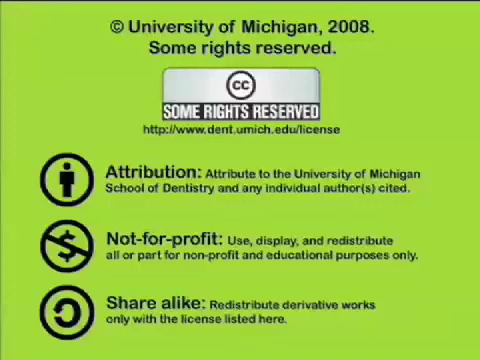 © University of Michigan, 2008.
Some rights reserved.
cc
SOME RIGHTS RESERVED
http://www.dent.umich.edu/license
Attribution: Attribute to the University of Michigan
School of Dentistry and any individual author(s) cited.
Not-for-profit: Use, display, and redistribute
all or part for non-profit and educational purposes only.
Share alike: Redistribute derivative works
only with the license listed here.